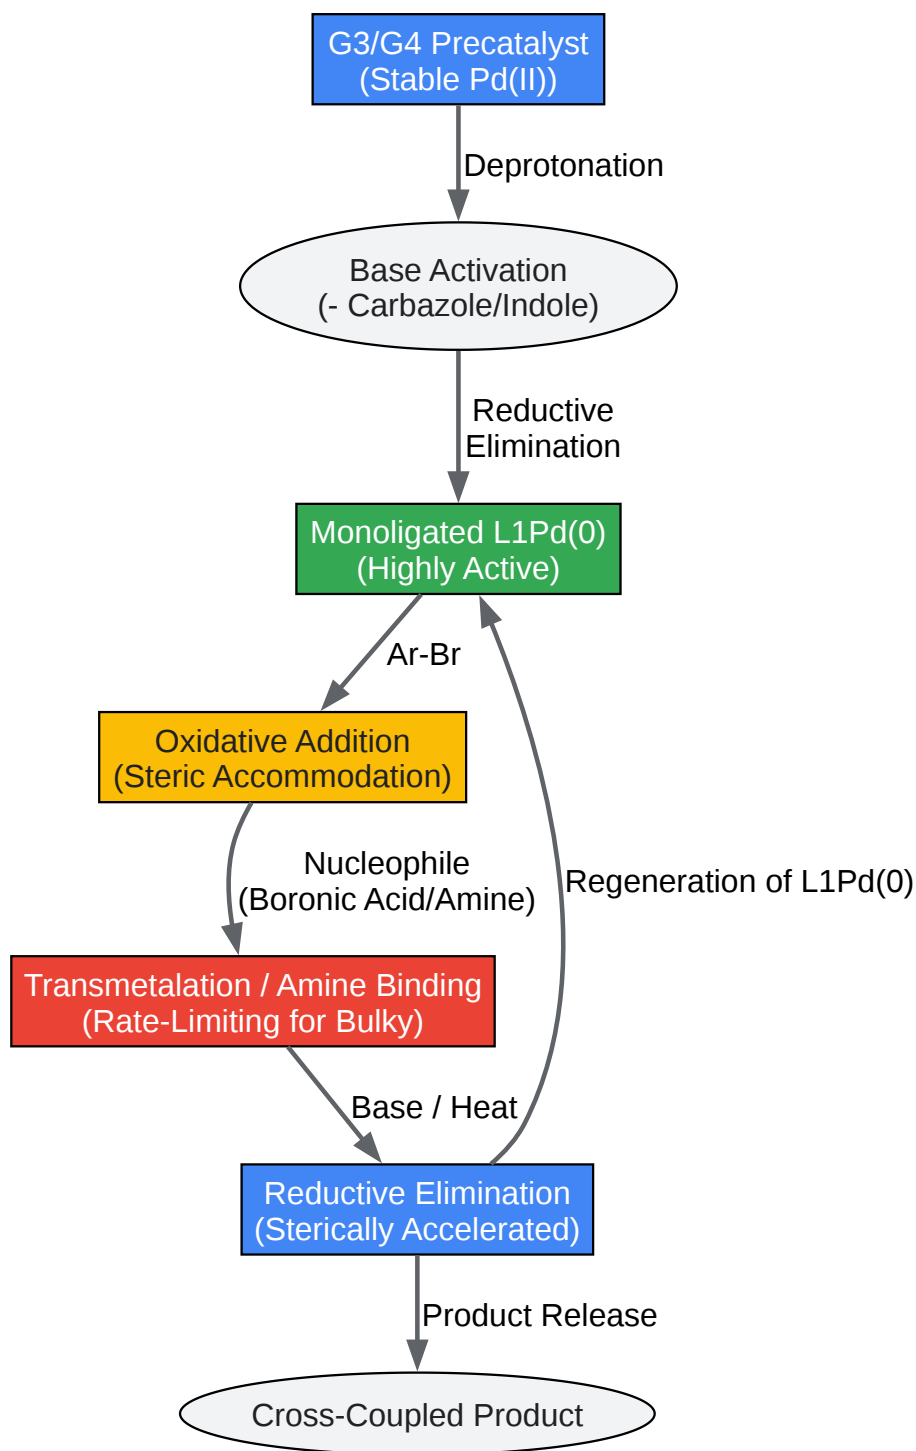 G3/G4 Precatalyst
(Stable Pd(II))
Deprotonation
Base Activation
(- Carbazole/Indole)
Reductive
Elimination
Monoligated L1Pd(0)
(Highly Active)
Ar-Br
Oxidative Addition
(Steric Accommodation)
Nucleophile
(Boronic Acid/Amine)
Regeneration of L1Pd(0)
Transmetalation / Amine Binding
(Rate-Limiting for Bulky)
Base / Heat
Reductive Elimination
(Sterically Accelerated)
Product Release
Cross-Coupled Product